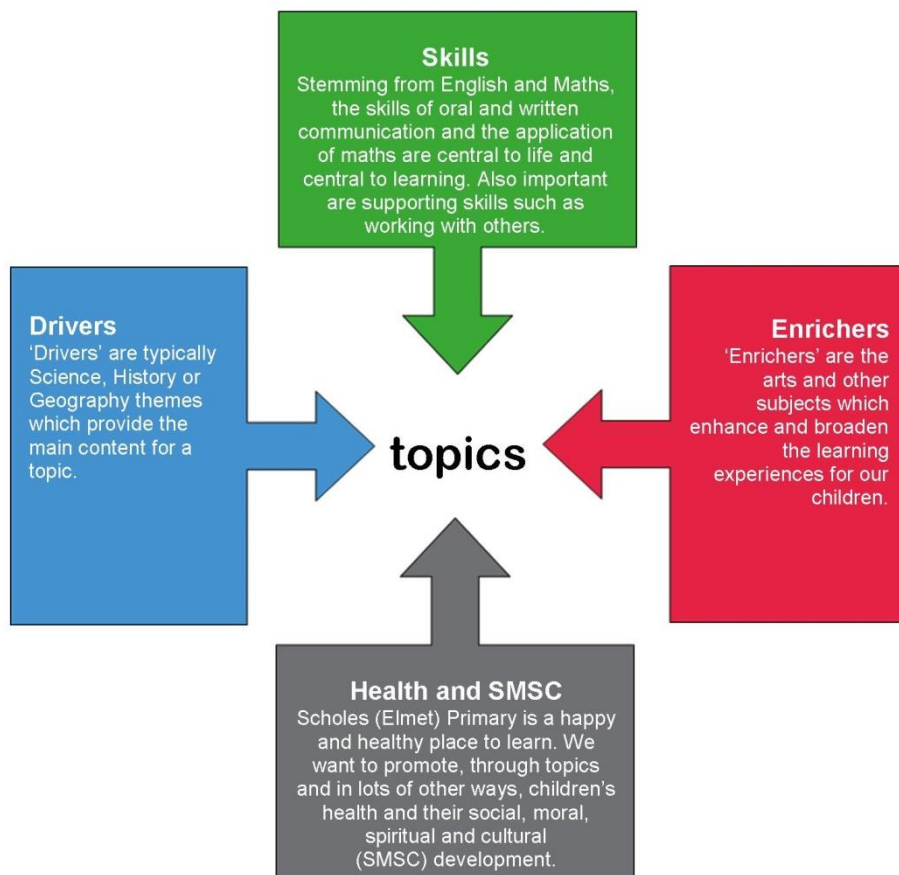 Skills
Stemming from English and Maths,
the skills of oral and written
communication and the application
of maths are central to life and
central to learning. Also important
are supporting skills such as
working with others.
Drivers
‘Drivers’ are typically
Science, History or
Geography themes
which provide the
main content for a
topic.
topics
Enrichers
‘Enrichers’ are the
arts and other
subjects which
enhance and broaden
the learning
experiences for our
children.
Health and SMSC
Scholes (Elmet) Primary is a happy
and healthy place to learn. We
want to promote, through topics
and in lots of other ways, children’s
health and their social, moral,
spiritual and cultural
(SMSC) development.